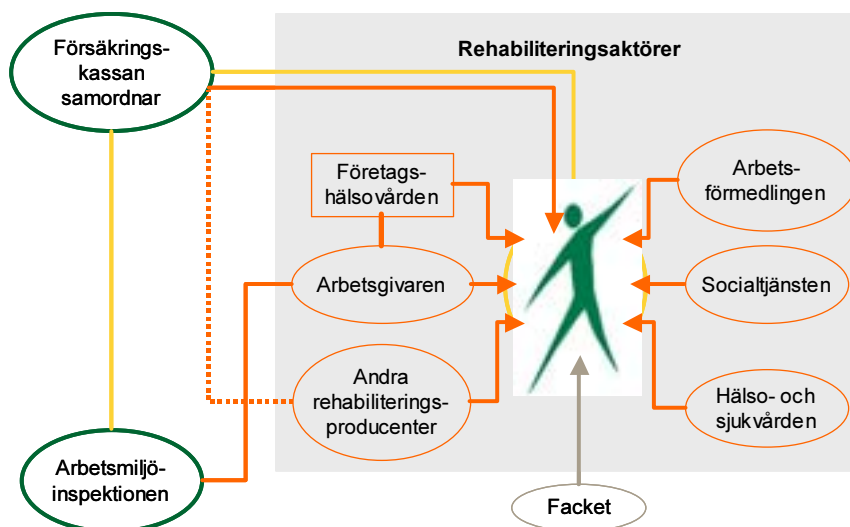 Försäkrings-
kassan
samordnar
Rehabiliteringsaktörer
Företags-
hälsovården
Arbets-
förmedlingen
Arbetsgivaren
Socialtjänsten
Andra
rehabiliterings-
producenter
Hälso- och
sjukvården
Arbetsmiljö-
inspektionen
Facket